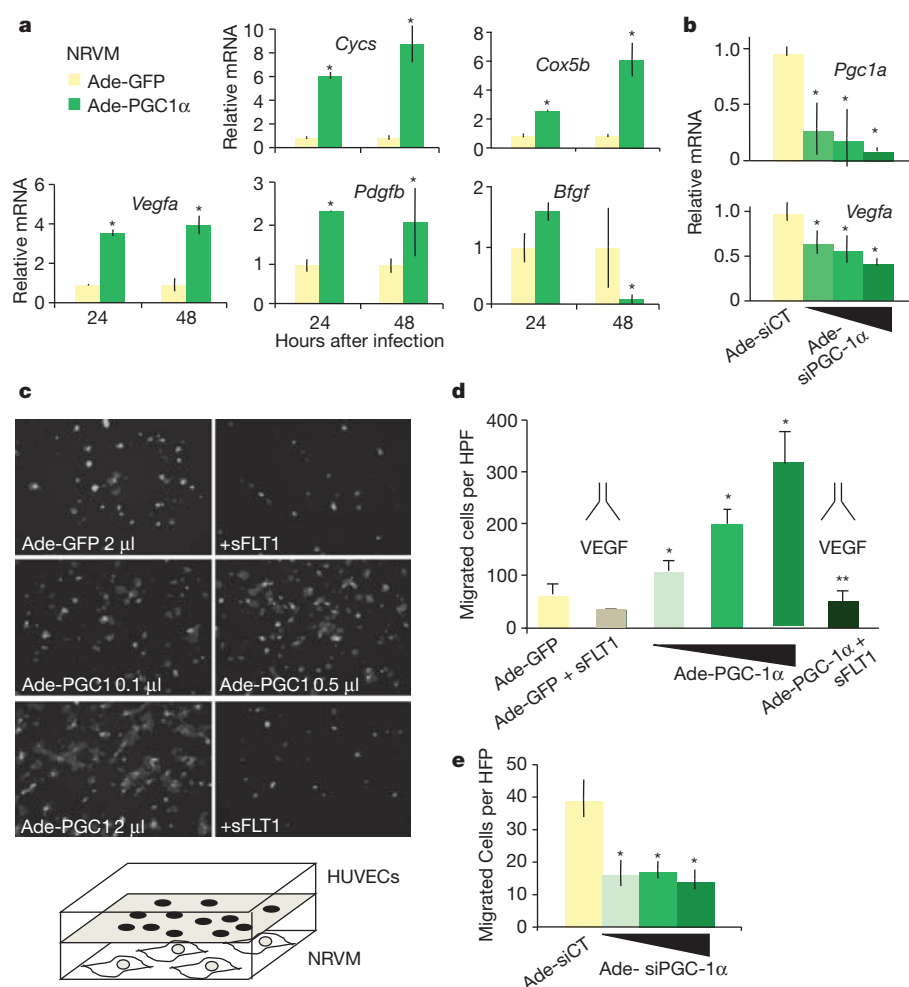 a
NRVM
Ade-GFP
Ade-PGC1α
Relative mRNA
10
8
6
4
2
0
Cycs
*
*
8
6
4
2
0
Cox5b
*
*
Relative mRNA
6
4
2
0
Vegfa
*
*
24
48
3
2
1
0
Pdgfb
*
*
24
48
2
1
0
Bfgf
*
24
48
Hours after infection
b
Relative mRNA
1.0
0.5
0
Pgc1a
*
*
*
1.0
0.5
0
Vegfa
*
*
*
Ade-siCT
Ade-
siPGC-1α
c
Ade-GFP 2 µl
+sFLT1
Ade-PGC1 0.1 µl
Ade-PGC1 0.5 µl
Ade-PGC1 2 µl
+sFLT1
HUVECs
NRVM
d
Migrated cells per HPF
400
300
200
100
0
VEGF
*
*
*
VEGF
**
Ade-GFP
Ade-GFP + sFLT1
Ade-PGC-1α
Ade-PGC-1α +
sFLT1
e
Migrated Cells per HFP
50
40
30
20
10
0
*
*
*
Ade-siCT
Ade- siPGC-1α